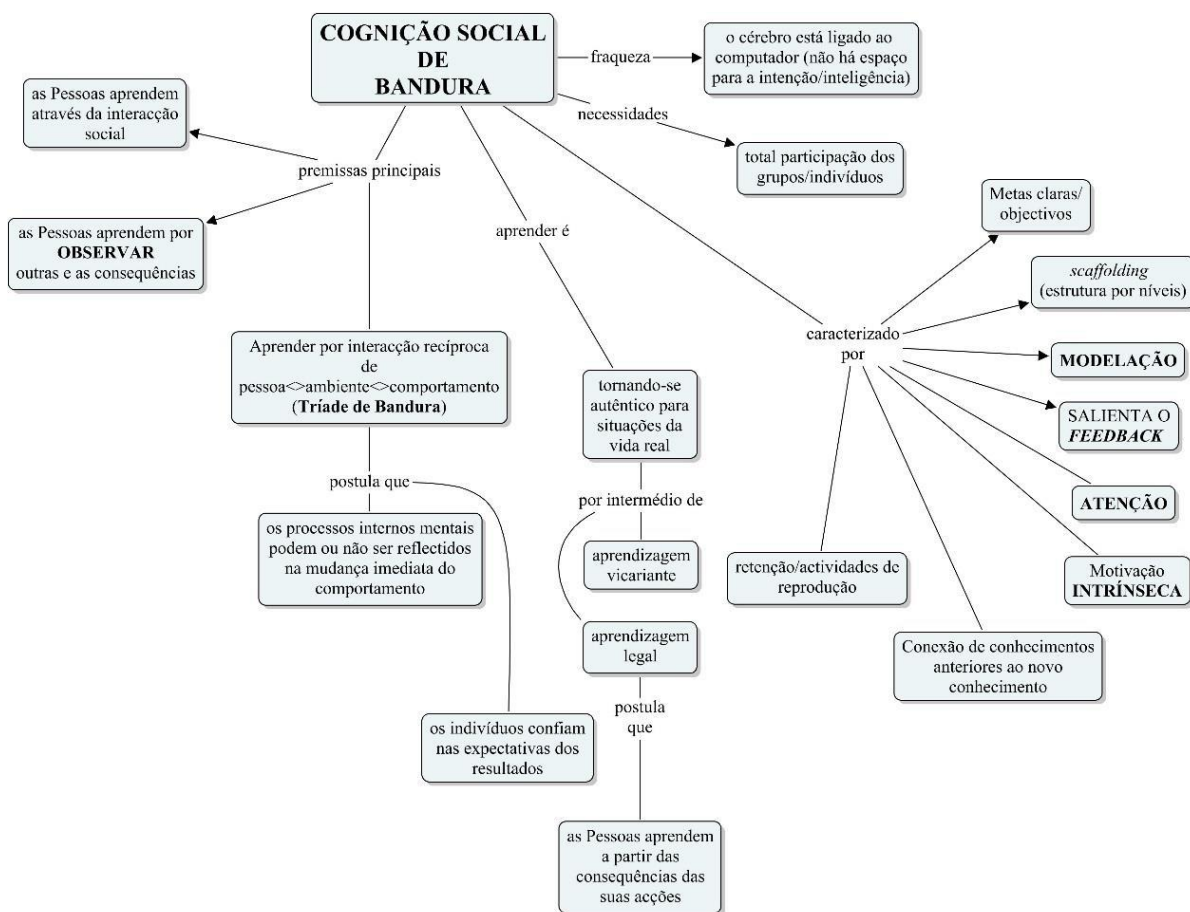 COGNIÇÃO SOCIAL
DE
BANDURA
fraqueza
o cérebro está ligado ao
computador (não há espaço
para a intenção/inteligência)
necessidades
total participação dos
grupos/indivíduos
as Pessoas aprendem
através da interacção
social
premissas principais
as Pessoas aprendem por
OBSERVAR
outras e as consequências
Aprender por interacção recíproca
de
pessoa<>ambiente<>comportamento
(Tríade de Bandura)
postula que
os processos internos mentais
podem ou não ser reflectidos
na mudança imediata do
comportamento
os indivíduos confiam
nas expectativas dos
resultados
aprender é
tornando-se
autêntico para
situações da
vida real
por intermédio de
aprendizagem
vicariante
aprendizagem
legal
postula
que
as Pessoas aprendem
a partir das
consequências das
suas acções
caracterizado
por
Metas claras/
objectivos
scaffolding
(estrutura por níveis)
MODELAÇÃO
SALIENTA O
FEEDBACK
ATENÇÃO
Motivação
INTRÍNSECA
Conexão de conhecimentos
anteriores ao novo
conhecimento
retenção/actividades de
reprodução